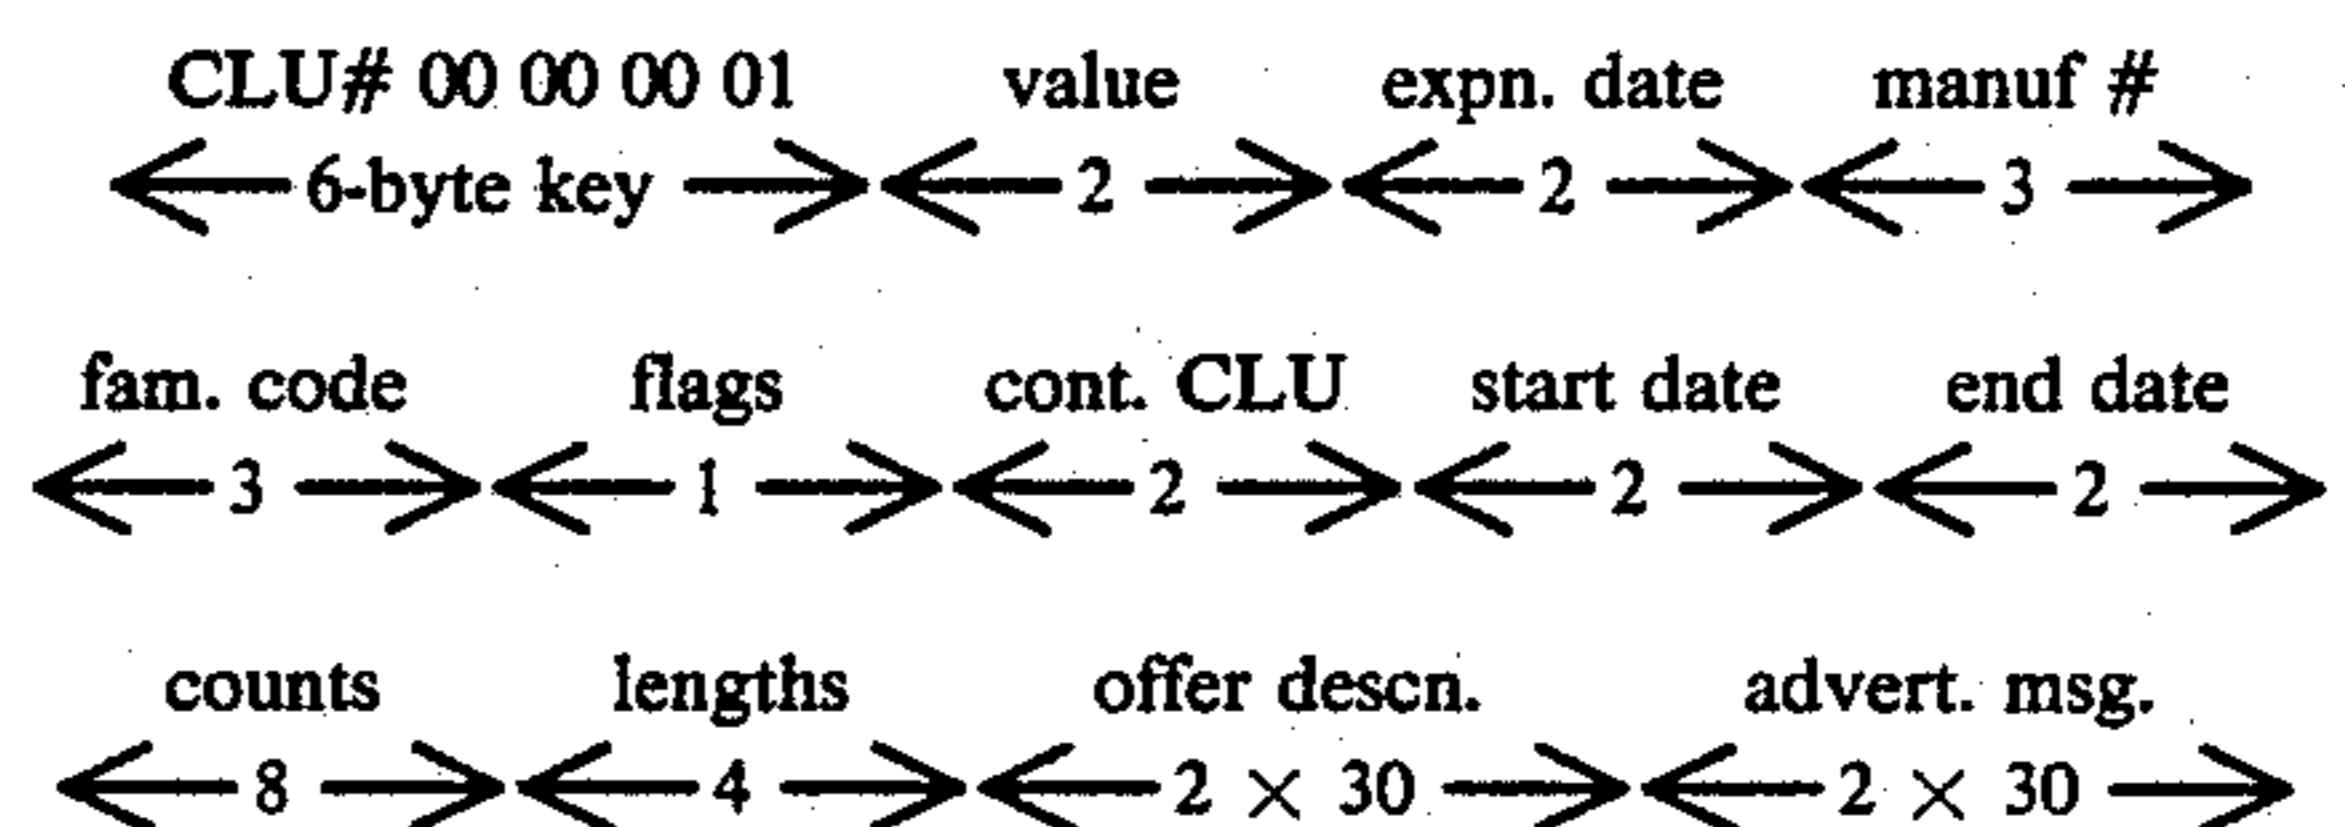 CLU# 00 00 00 01 value expn. date manuf #
6-byte key 2 2 3
fam. code flags cont. CLU start date end date
3 1 2 2 2
counts lengths offer descn. advert. msg.
8 4 2 × 30 2 × 30